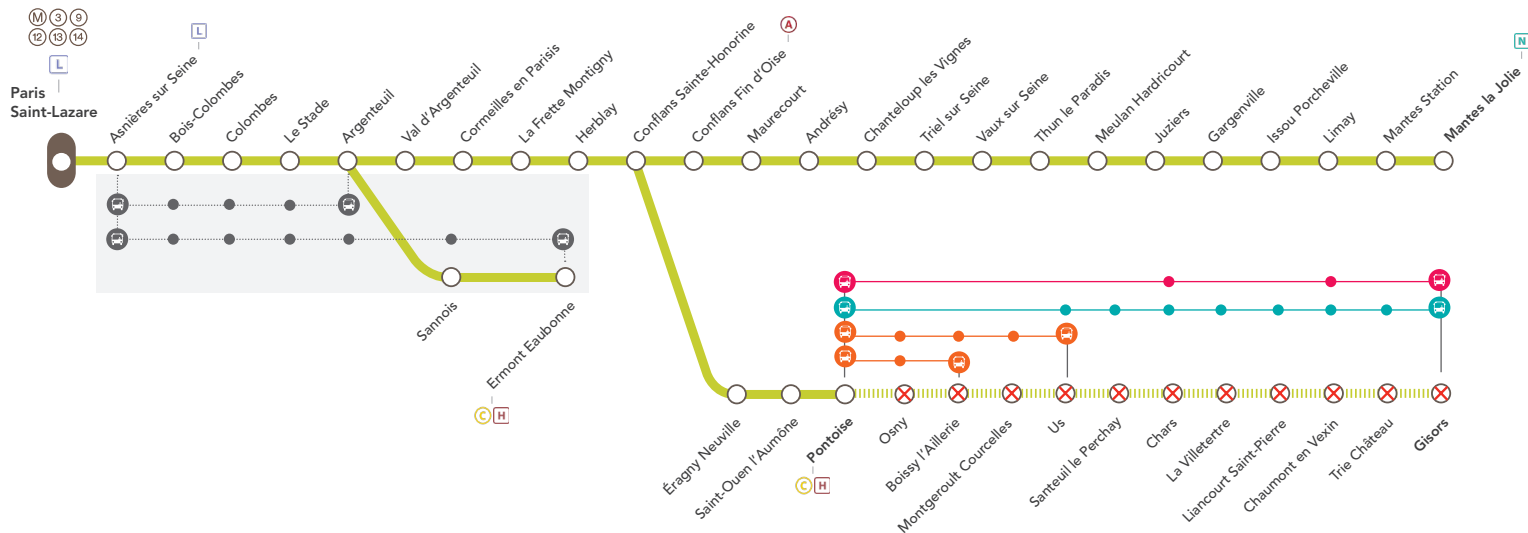 M 3 9
12 13 14
L
Paris
Saint-Lazare
Asnières sur Seine
L
Bois-Colombes
Colombes
Le Stade
Argenteuil
Val d'Argenteuil
Cormeilles en Parisis
La Frette Montigny
Herblay
Conflans Sainte-Honorine
Conflans Fin d'Oise
A
Maurecourt
Andrésy
Chanteloup les Vignes
Triel sur Seine
Vaux sur Seine
Thun le Paradis
Meulan Hardricourt
Juziers
Gargenville
Issou Porcheville
Limay
Mantes Station
Mantes la Jolie
N
Sannois
Ermont Eaubonne
C H
Éragny Neuville
Saint-Ouen l'Aumône
Pontoise
C H
Osny
Boissy l'Aillerie
Montgeroult Courcelles
Us
Santeuil le Perchay
Chars
La Villetertre
Liancourt Saint-Pierre
Chaumont en Vexin
Trie Château
Gisors